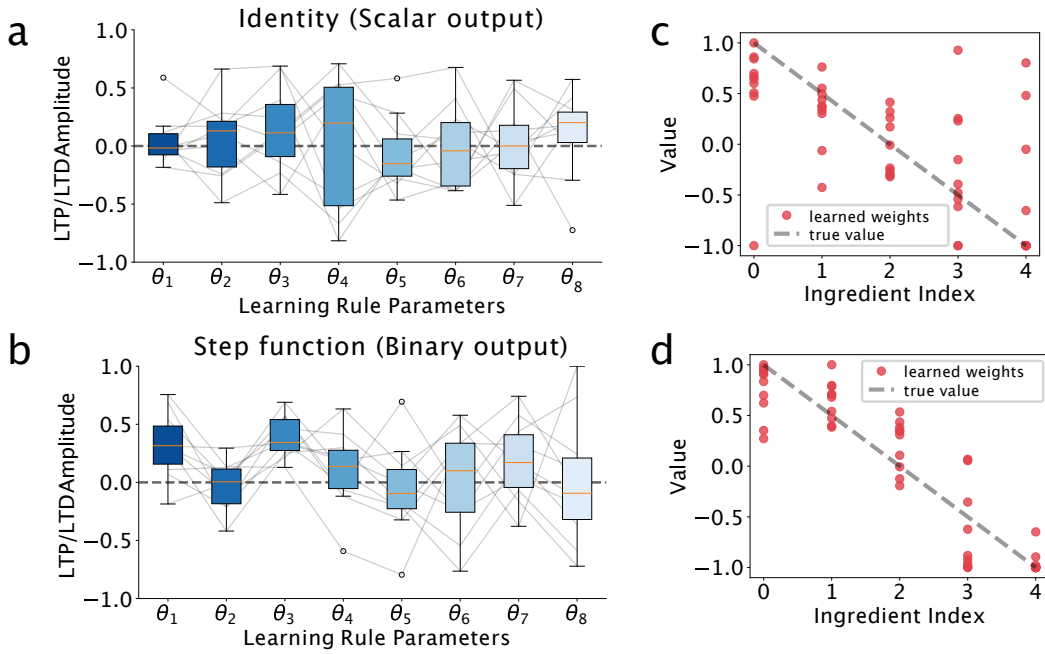 a
Identity (Scalar output)
LTP/LTDAmplitude
1.0
0.5
0.0
−0.5
−1.0
θ1 θ2 θ3 θ4 θ5 θ6 θ7 θ8
Learning Rule Parameters
b
Step function (Binary output)
LTP/LTDAmplitude
1.0
0.5
0.0
−0.5
−1.0
θ1 θ2 θ3 θ4 θ5 θ6 θ7 θ8
Learning Rule Parameters
c
Value
1.0
0.5
0.0
−0.5
−1.0
learned weights
true value
0 1 2 3 4
Ingredient Index
d
Value
1.0
0.5
0.0
−0.5
−1.0
learned weights
true value
0 1 2 3 4
Ingredient Index